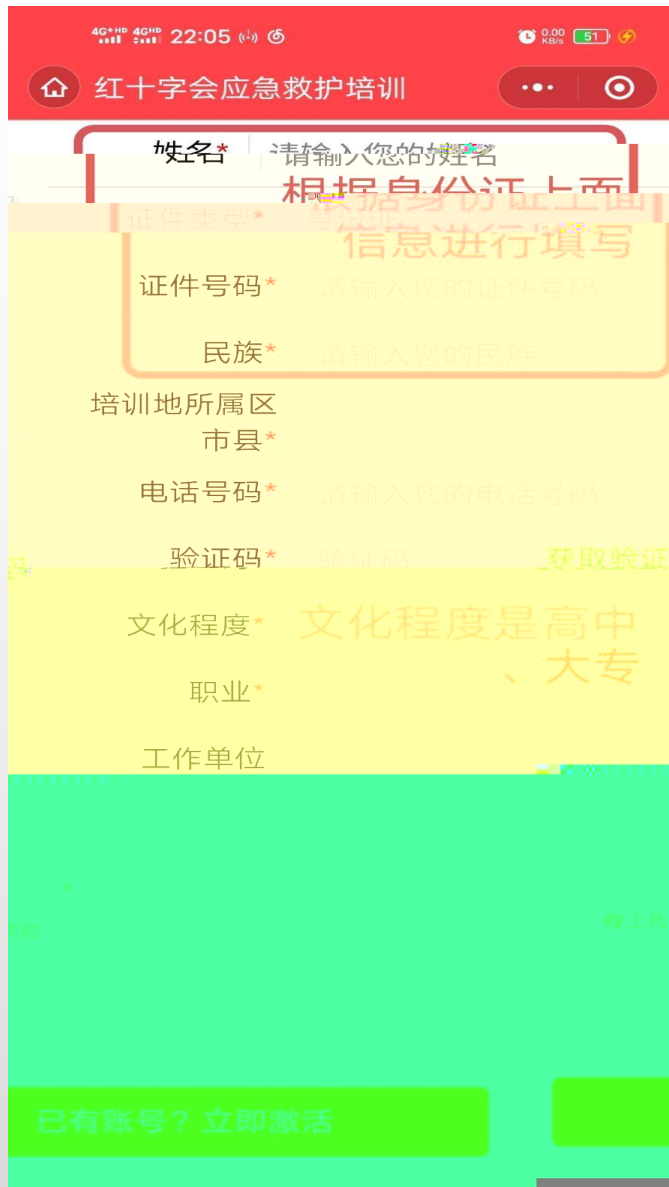 4G+HD 4GHD 22:05 0.00 KB/s 51
红十字会应急救护培训
姓名* 请输入您的姓名
根据身份证上面
证件类型* 身份证
信息进行填写
证件号码* 请输入您的证件号码
民族* 请输入您的民族
培训地所属区
市县*
电话号码* 请输入您的电话号码
验证码* 验证码 获取验证
文化程度* 文化程度是高中
、大专
职业*
工作单位
已有账号？立即激活